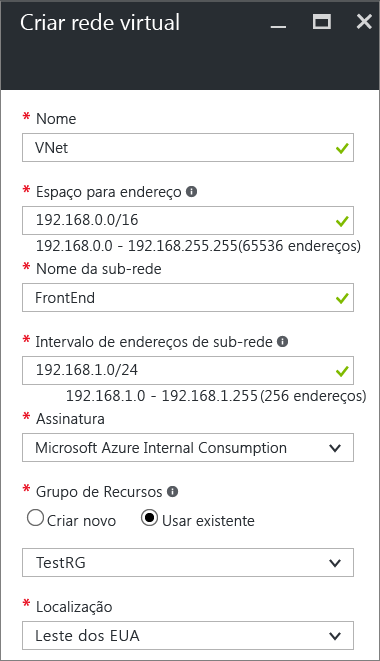 Criar rede virtual
* Nome
VNet
* Espaço para endereço
192.168.0.0/16
192.168.0.0 - 192.168.255.255(65536 endereços)
* Nome da sub-rede
FrontEnd
* Intervalo de endereços de sub-rede
192.168.1.0/24
192.168.1.0 - 192.168.1.255(256 endereços)
* Assinatura
Microsoft Azure Internal Consumption
* Grupo de Recursos
Criar novo Usar existente
TestRG
* Localização
Leste dos EUA